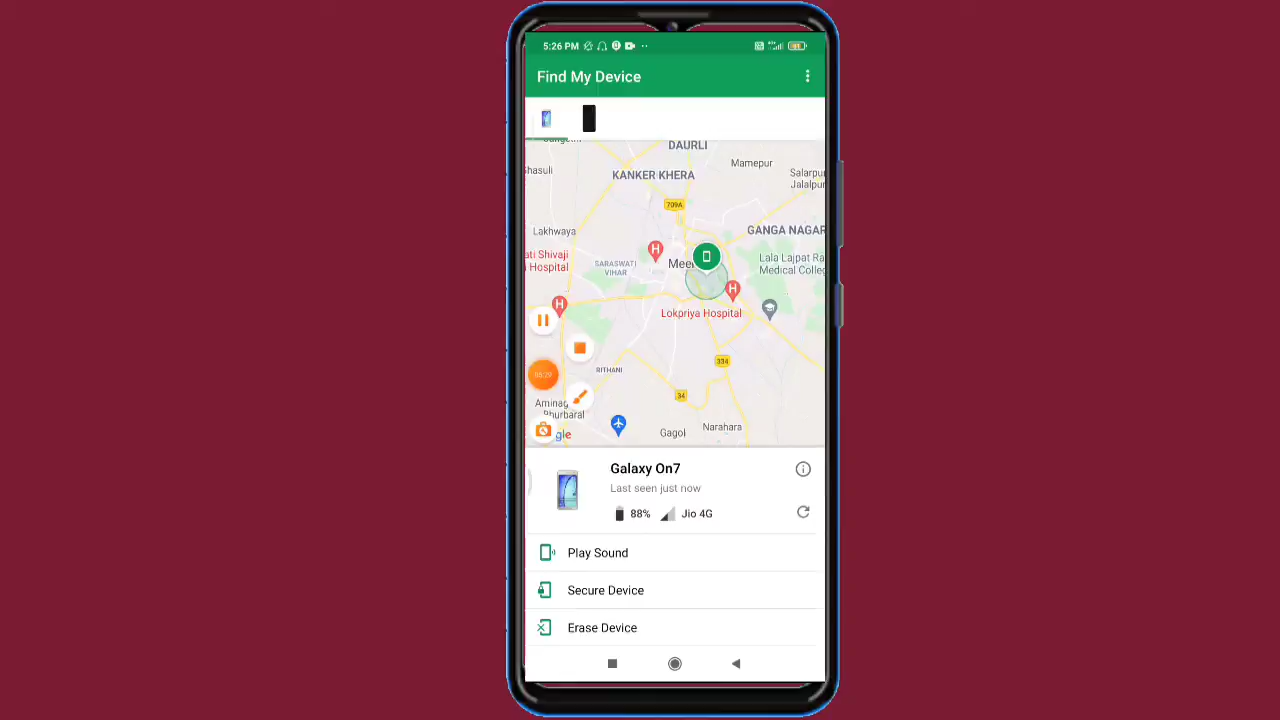 5:26 PM
Find My Device
DAURLI
Mamepur
KANKER KHERA
Salarpur
Jalalpur
709A
Lakhwaya
GANGA NAGAR
ati Shivaji
Hospital
SARASWATI
VIHAR
Lala Lajpat Ra
Medical Colleg
Lokpriya Hospital
334
RITHANI
34
Aminag
Bhurbaral
gle
Gagol
Narahara
Galaxy On7
Last seen just now
88%
Jio 4G
Play Sound
Secure Device
Erase Device